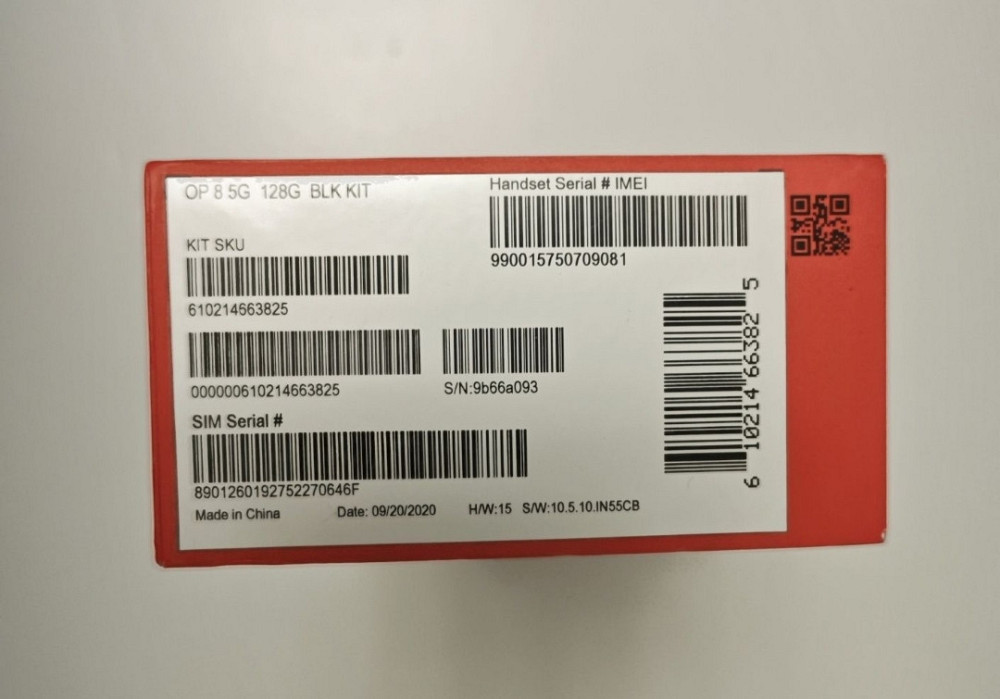 OP 8 5G 128G BLK KIT
Handset Serial # IMEI
990015750709081
KIT SKU
610214663825
000000610214663825
S/N:9b66a093
SIM Serial #
8901260192752270646F
6 10214 66382 5
Made in China Date: 09/20/2020 H/W:15 S/W:10.5.10.IN55CB